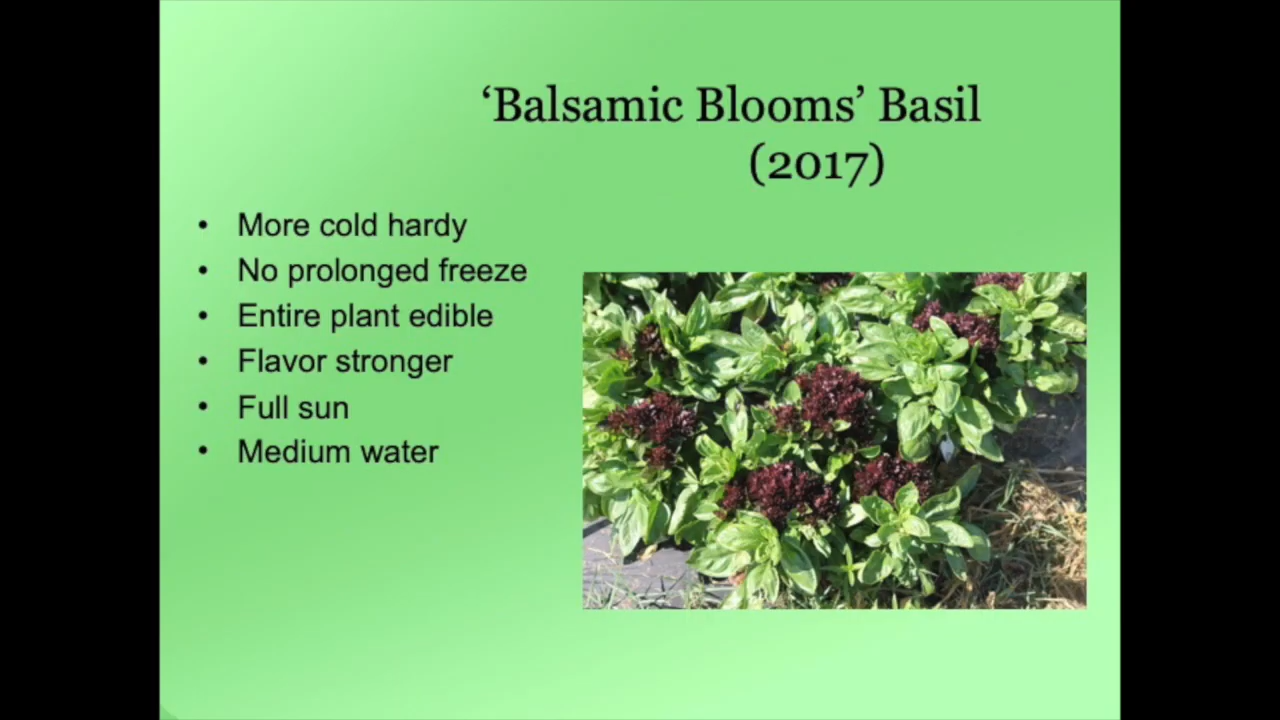 ‘Balsamic Blooms’ Basil
(2017)
• More cold hardy
• No prolonged freeze
• Entire plant edible
• Flavor stronger
• Full sun
• Medium water